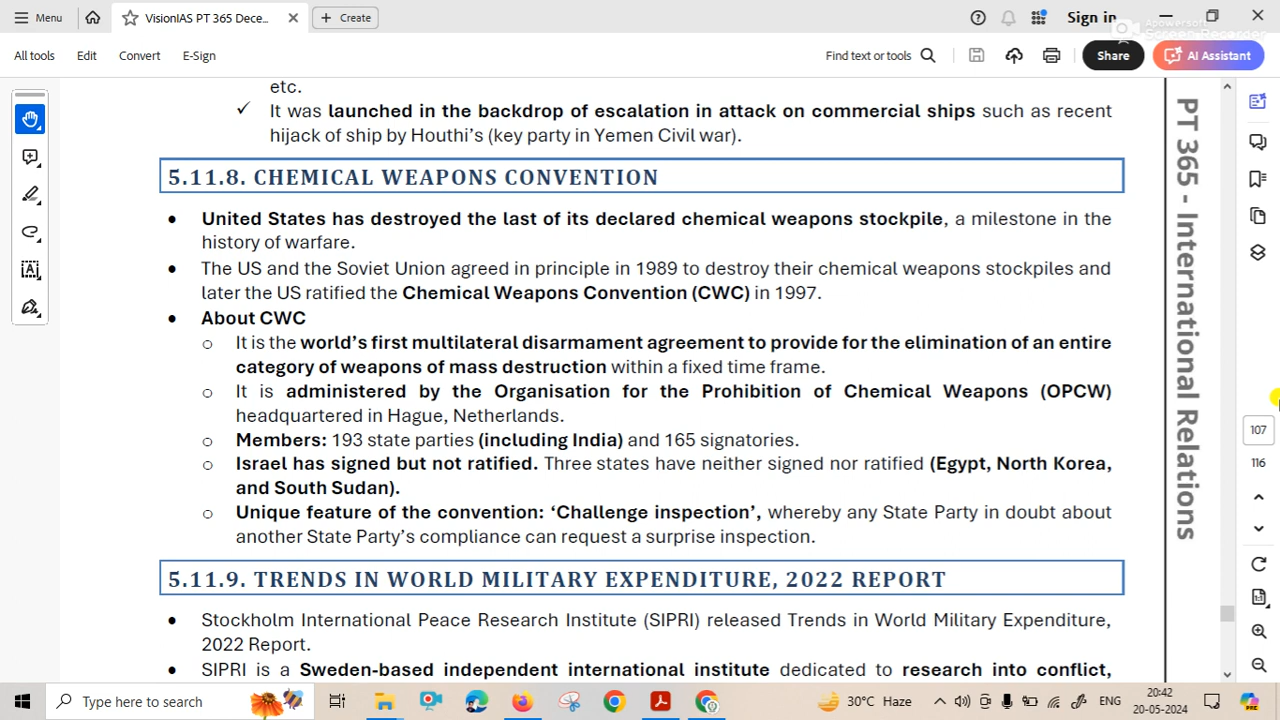 Menu
VisionIAS PT 365 Dece...
Create
Sign in
Apowersoft
Screen Recorder
All tools
Edit
Convert
E-Sign
Find text or tools
Share
AI Assistant
etc.
✓ It was launched in the backdrop of escalation in attack on commercial ships such as recent
hijack of ship by Houthi's (key party in Yemen Civil war).
5.11.8. CHEMICAL WEAPONS CONVENTION
• United States has destroyed the last of its declared chemical weapons stockpile, a milestone in the
history of warfare.
• The US and the Soviet Union agreed in principle in 1989 to destroy their chemical weapons stockpiles and
later the US ratified the Chemical Weapons Convention (CWC) in 1997.
• About CWC
o It is the world's first multilateral disarmament agreement to provide for the elimination of an entire
category of weapons of mass destruction within a fixed time frame.
o It is administered by the Organisation for the Prohibition of Chemical Weapons (OPCW)
headquartered in Hague, Netherlands.
o Members: 193 state parties (including India) and 165 signatories.
o Israel has signed but not ratified. Three states have neither signed nor ratified (Egypt, North Korea,
and South Sudan).
o Unique feature of the convention: 'Challenge inspection', whereby any State Party in doubt about
another State Party's compliance can request a surprise inspection.
5.11.9. TRENDS IN WORLD MILITARY EXPENDITURE, 2022 REPORT
• Stockholm International Peace Research Institute (SIPRI) released Trends in World Military Expenditure,
2022 Report.
• SIPRI is a Sweden-based independent international institute dedicated to research into conflict,
PT 365 - International Relations
107
116
Type here to search
30°C Haze
ENG
20:42
20-05-2024
PRE